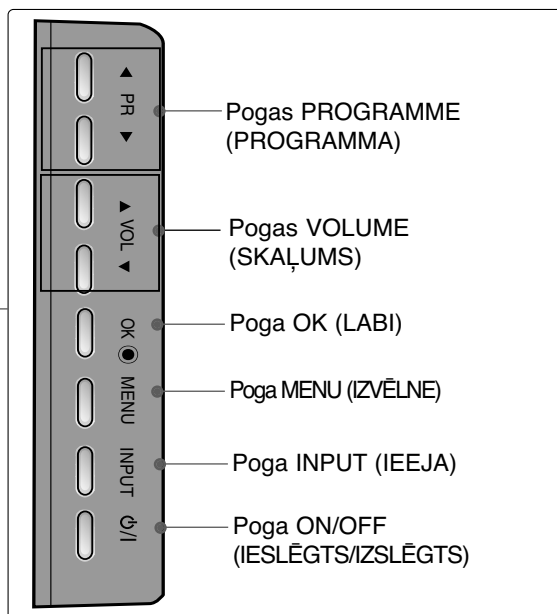 ▲ PR ▼
Pogas PROGRAMME
(PROGRAMMA)
▲ VOL ▼
Pogas VOLUME
(SKAĻUMS)
OK
Poga OK (LABI)
MENU
Poga MENU (IZVĒLNE)
INPUT
Poga INPUT (IEEJA)
⏻/I
Poga ON/OFF
(IESLĒGTS/IZSLĒGTS)